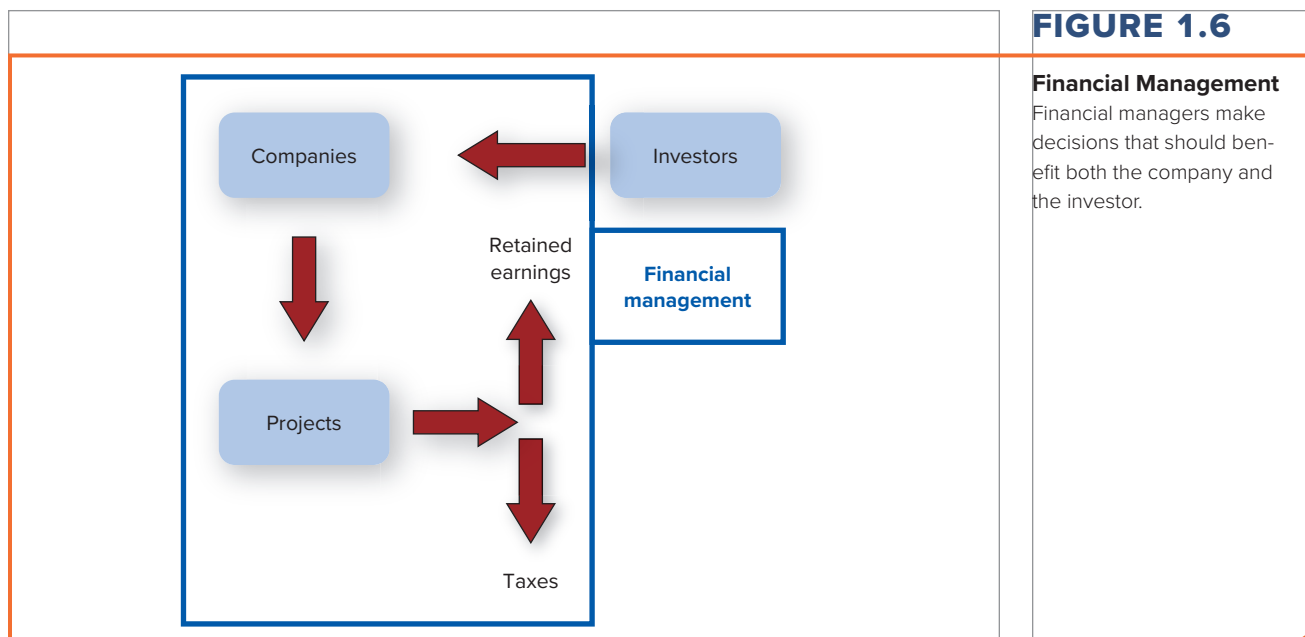 FIGURE 1.6
Financial Management
Financial managers make
decisions that should ben-
efit both the company and
the investor.
Companies
Investors
Retained
earnings
Financial
management
Projects
Taxes